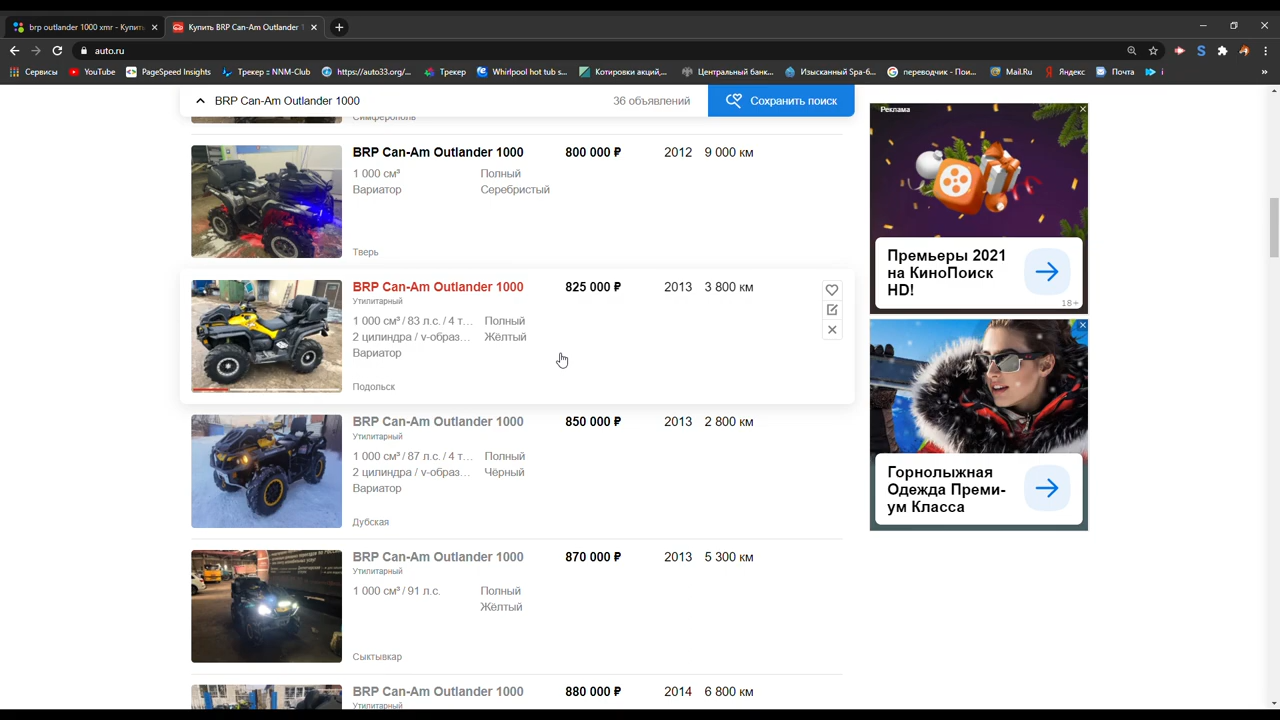 brp outlander 1000 xmr - Купить
Купить BRP Can-Am Outlander 1
auto.ru
Сервисы
YouTube
PageSpeed Insights
Трекер :: NNM-Club
https://auto33.org/...
Трекер
Whirlpool hot tub s...
Котировки акций,...
Центральный банк...
Изысканный Spa-б...
переводчик - Пои...
Mail.Ru
Яндекс
Почта
i
»
BRP Can-Am Outlander 1000
36 объявлений
Сохранить поиск
Симферополь
BRP Can-Am Outlander 1000 800 000 ₽ 2012 9 000 км
1 000 см³ Полный
Вариатор Серебристый
Тверь
BRP Can-Am Outlander 1000 825 000 ₽ 2013 3 800 км
Утилитарный
1 000 см³ / 83 л.с. / 4 т... Полный
2 цилиндра / v-образ... Жёлтый
Вариатор
Подольск
BRP Can-Am Outlander 1000 850 000 ₽ 2013 2 800 км
Утилитарный
1 000 см³ / 87 л.с. / 4 т... Полный
2 цилиндра / v-образ... Чёрный
Вариатор
Дубская
BRP Can-Am Outlander 1000 870 000 ₽ 2013 5 300 км
Утилитарный
1 000 см³ / 91 л.с. Полный
Жёлтый
Сыктывкар
BRP Can-Am Outlander 1000 880 000 ₽ 2014 6 800 км
Утилитарный
Реклама
Премьеры 2021
на КиноПоиск
HD!
18+
Горнолыжная
Одежда Преми-
ум Класса